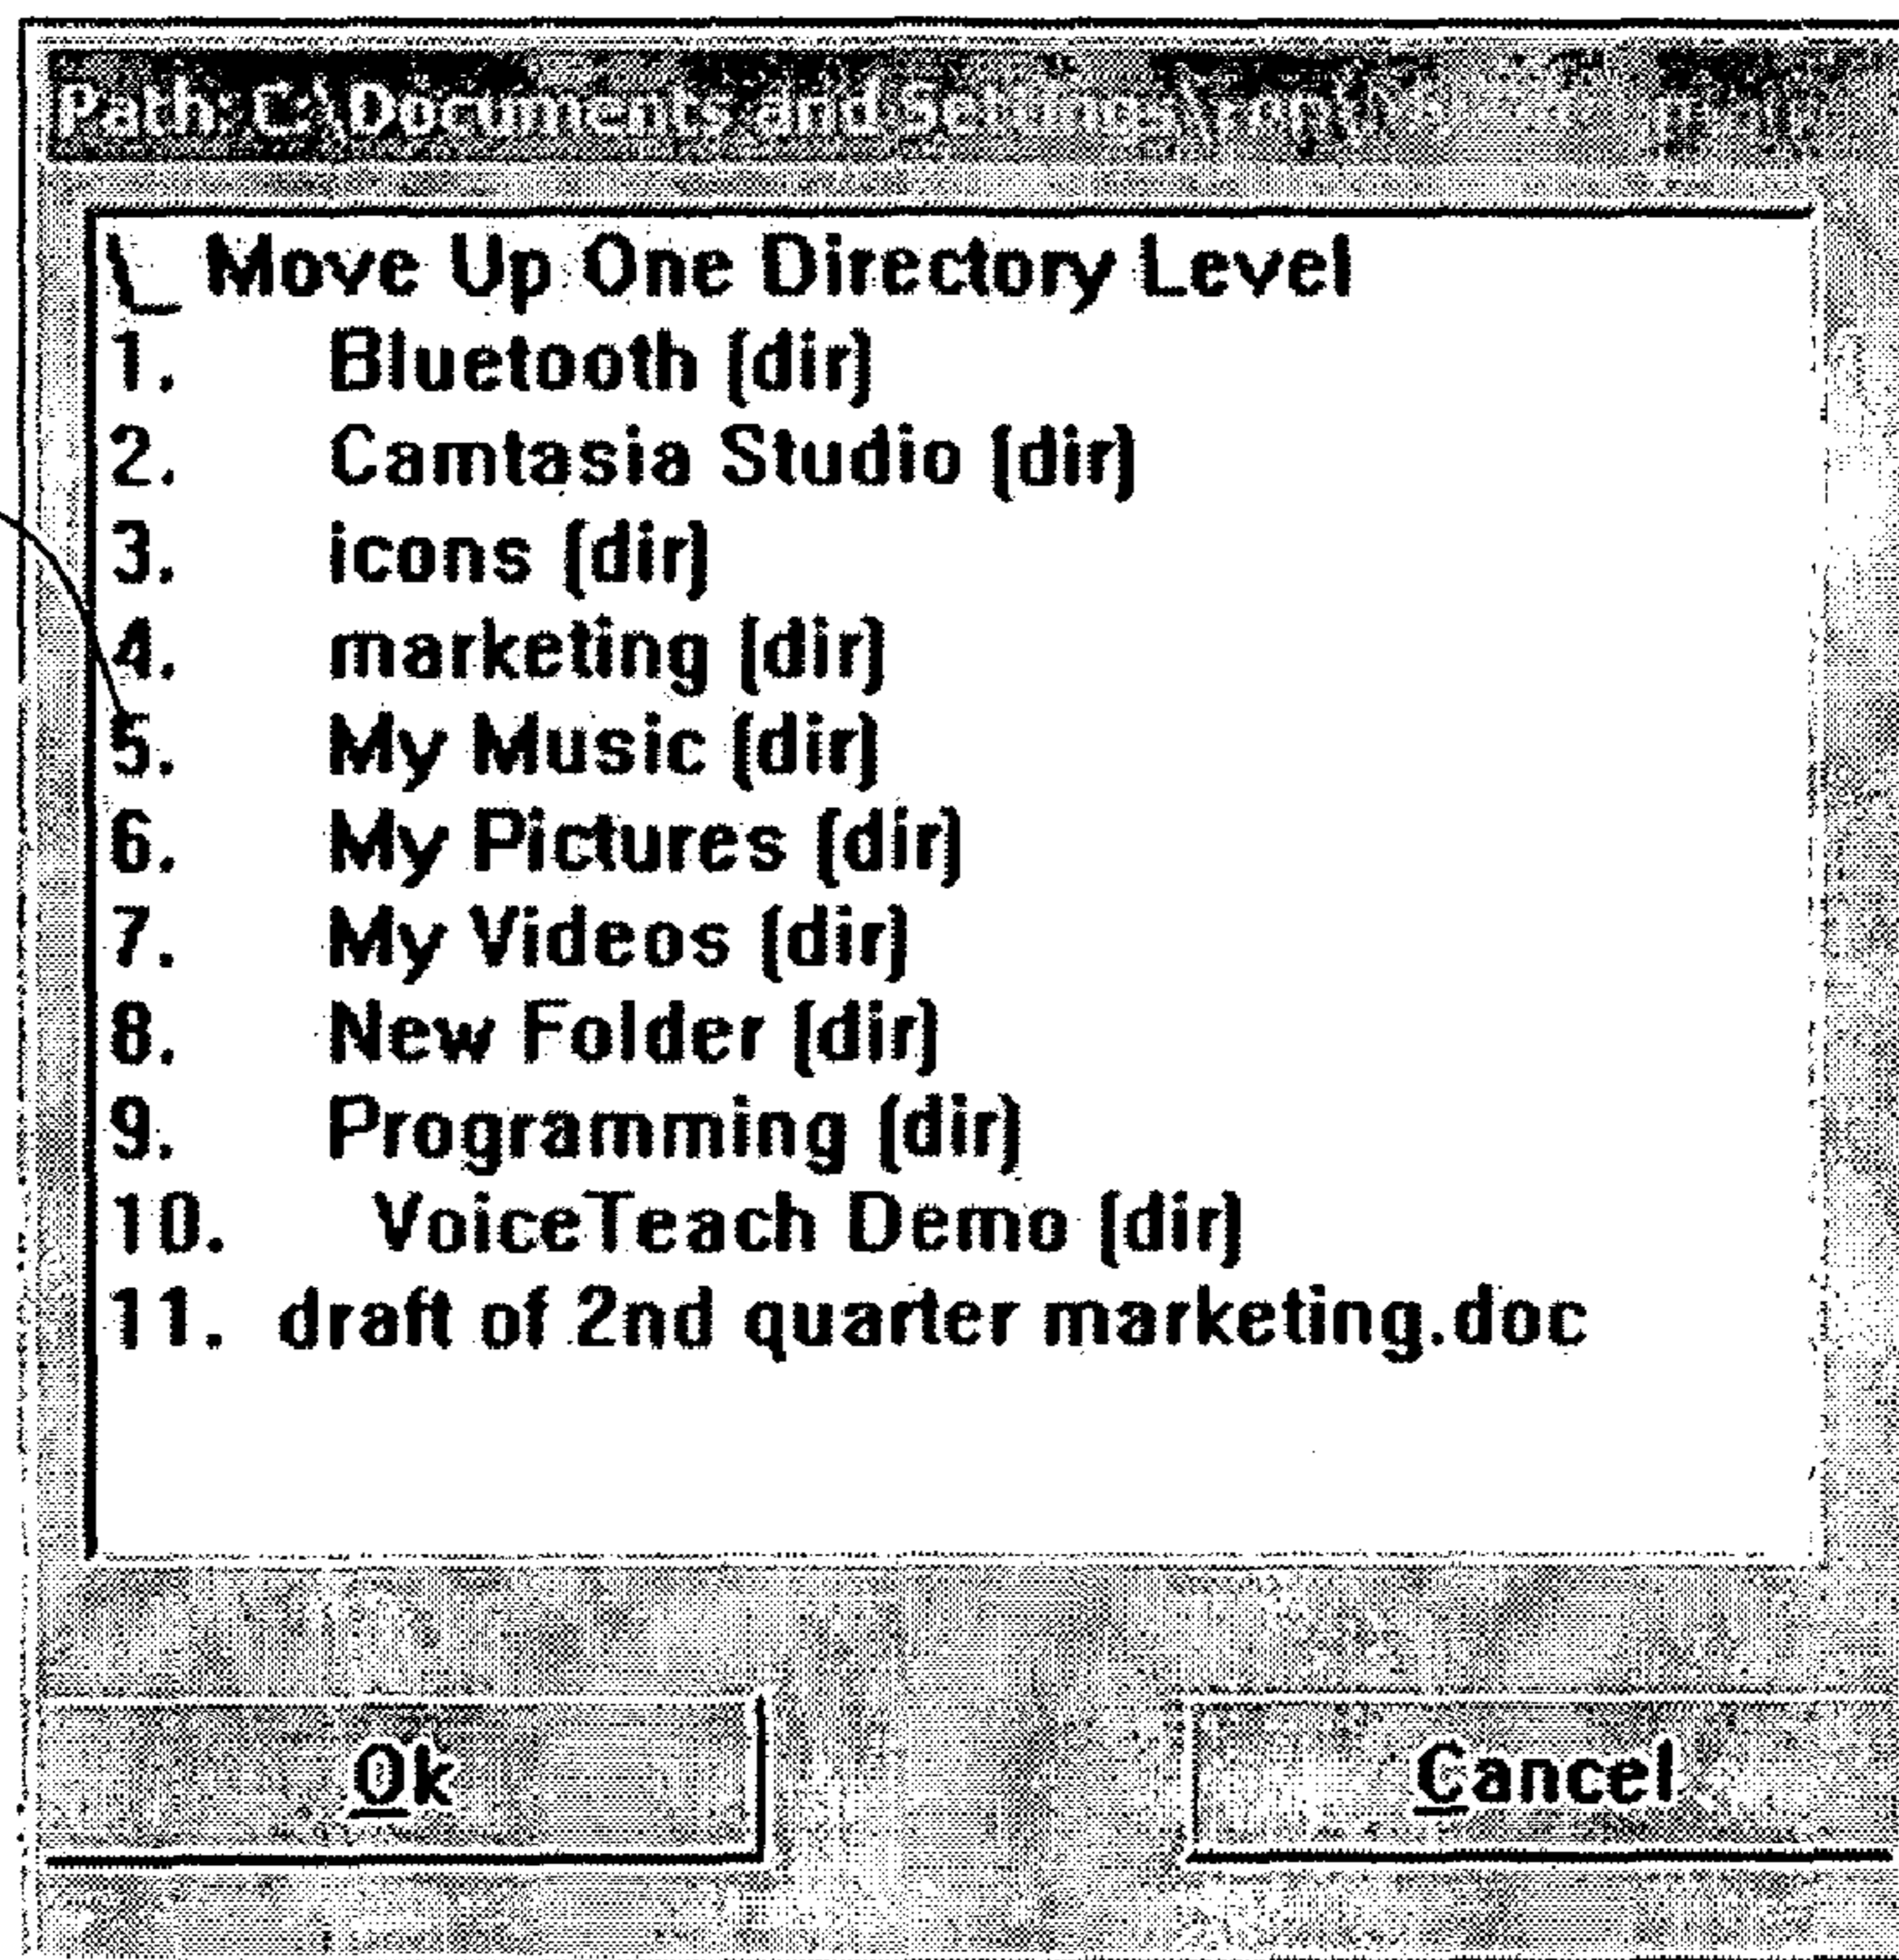 Path: C:\Documents and Settings\
\_ Move Up One Directory Level
1. Bluetooth (dir)
2. Camtasia Studio (dir)
3. icons (dir)
4. marketing (dir)
5. My Music (dir)
6. My Pictures (dir)
7. My Videos (dir)
8. New Folder (dir)
9. Programming (dir)
10. VoiceTeach Demo (dir)
11. draft of 2nd quarter marketing.doc
Ok
Cancel